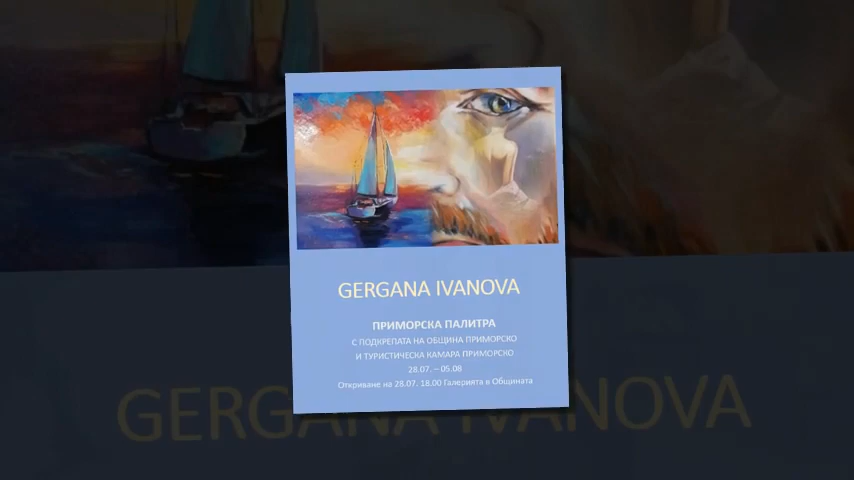 GERGANA IVANOVA
ПРИМОРСКА ПАЛИТРА
С ПОДКРЕПАТА НА ОБЩИНА ПРИМОРСКО
И ТУРИСТИЧЕСКА КАМАРА ПРИМОРСКО
28.07. – 05.08
Откриване на 28.07. 18.00 Галерията в Общината
GERGANA IVANOVA